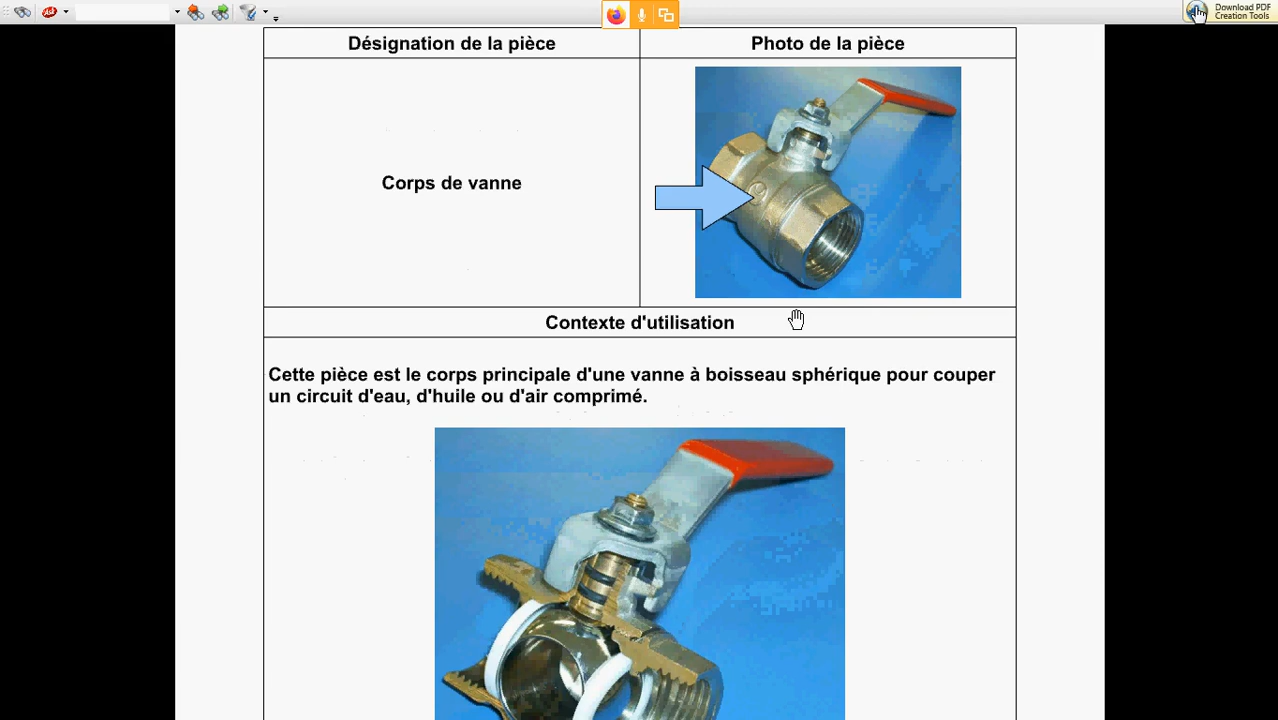 Download PDF
Creation Tools
Désignation de la pièce
Photo de la pièce
Corps de vanne
Contexte d'utilisation
Cette pièce est le corps principale d'une vanne à boisseau sphérique pour couper
un circuit d'eau, d'huile ou d'air comprimé.